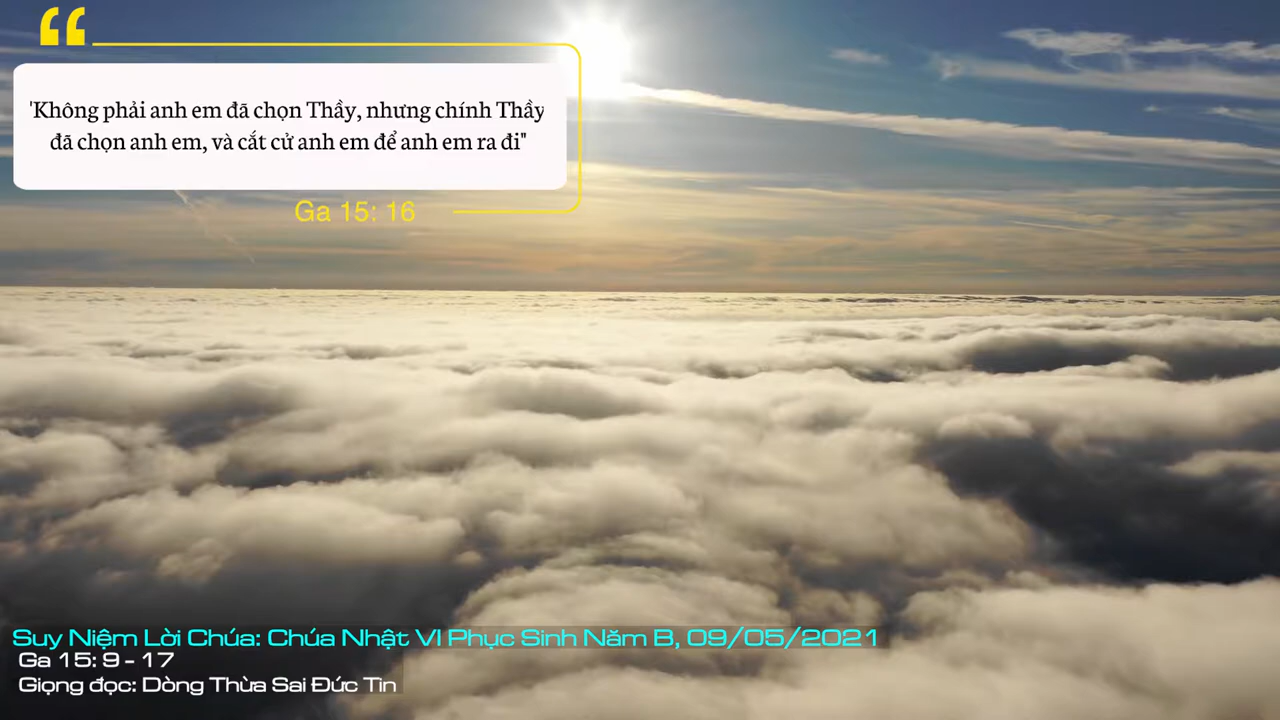 “
'Không phải anh em đã chọn Thầy, nhưng chính Thầy
đã chọn anh em, và cắt cử anh em để anh em ra đi"
Ga 15: 16
Suy Niệm Lời Chúa: Chúa Nhật VI Phục Sinh Năm B, 09/05/2021
Ga 15: 9 - 17
Giọng đọc: Dòng Thừa Sai Đức Tin